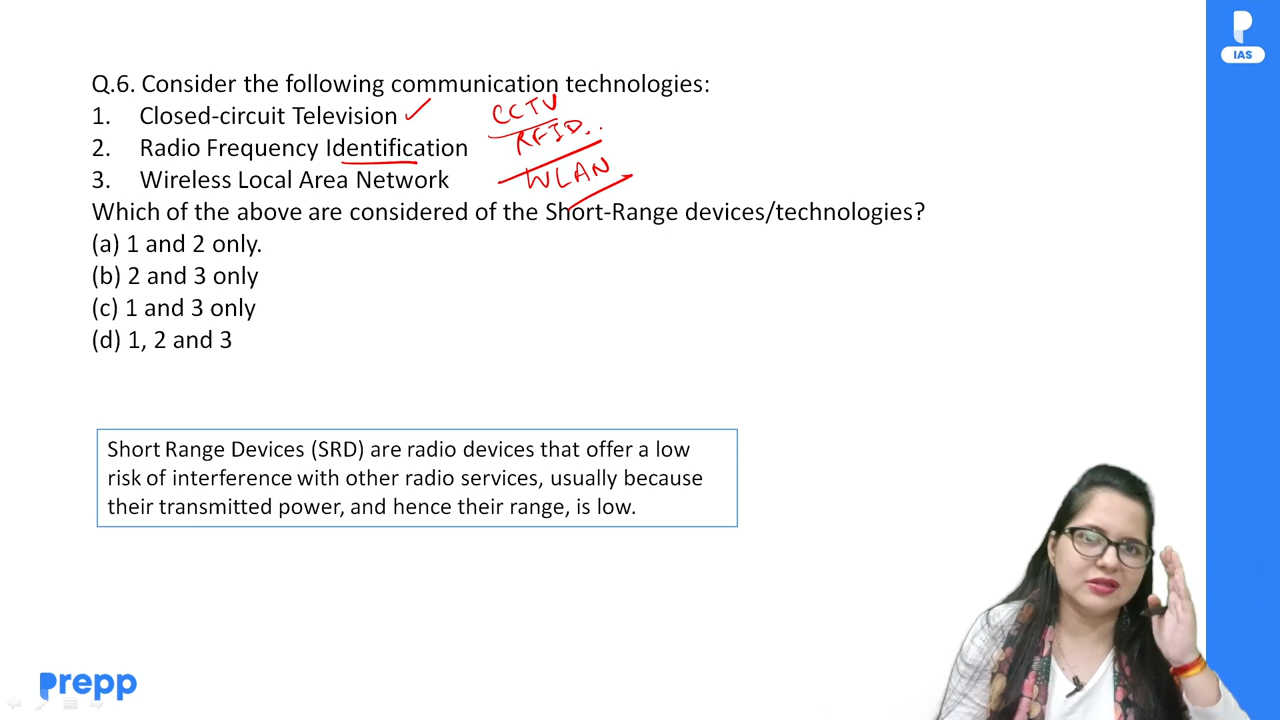 IAS
Q.6. Consider the following communication technologies:
1. Closed-circuit Television
CCTV
2. Radio Frequency Identification
RFID..
3. Wireless Local Area Network
WLAN
Which of the above are considered of the Short-Range devices/technologies?
(a) 1 and 2 only.
(b) 2 and 3 only
(c) 1 and 3 only
(d) 1, 2 and 3
Short Range Devices (SRD) are radio devices that offer a low
risk of interference with other radio services, usually because
their transmitted power, and hence their range, is low.
prepp